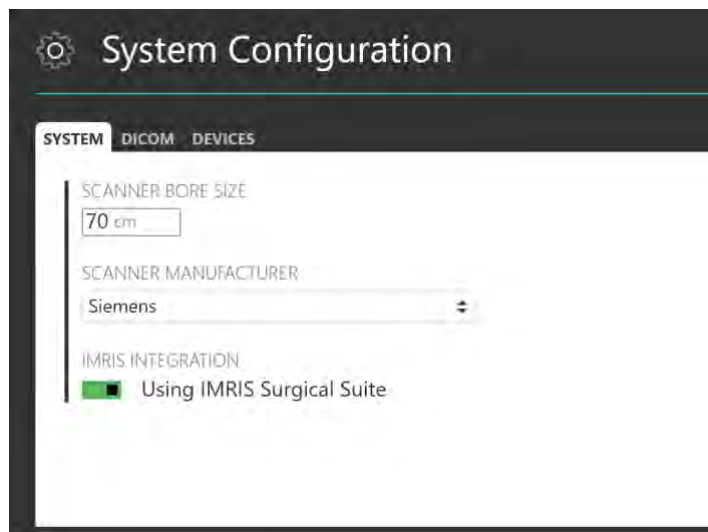 System Configuration
SYSTEM DICOM DEVICES
SCANNER BORE SIZE
70 cm
SCANNER MANUFACTURER
Siemens
IMRIS INTEGRATION
Using IMRIS Surgical Suite